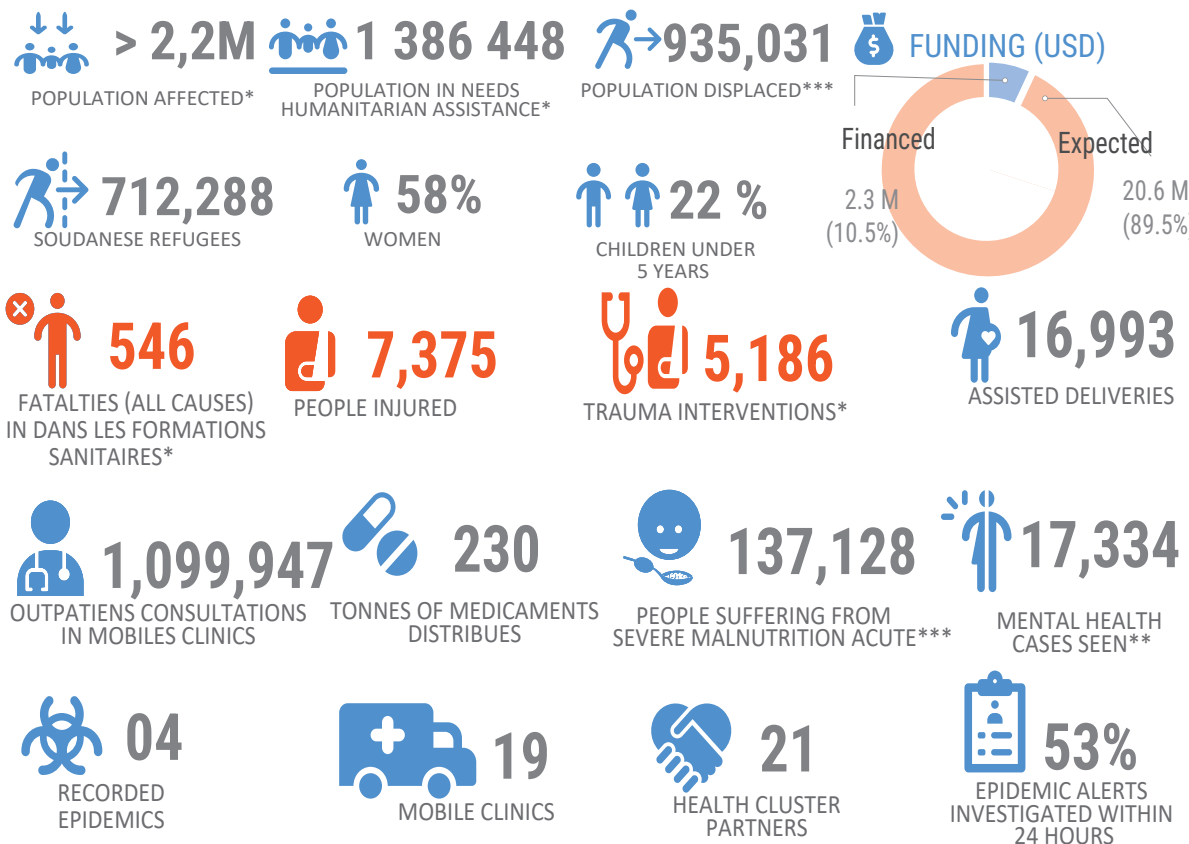 > 2,2M
POPULATION AFFECTED*
1 386 448
POPULATION IN NEEDS
HUMANITARIAN ASSISTANCE*
935,031
POPULATION DISPLACED***
$ FUNDING (USD)
Financed
2.3 M
(10.5%)
Expected
20.6 M
(89.5%
712,288
SOUDANESE REFUGEES
58%
WOMEN
22 %
CHILDREN UNDER
5 YEARS
546
FATALTIES (ALL CAUSES)
IN DANS LES FORMATIONS
SANITAIRES*
7,375
PEOPLE INJURED
5,186
TRAUMA INTERVENTIONS*
16,993
ASSISTED DELIVERIES
1,099,947
OUTPATIENS CONSULTATIONS
IN MOBILES CLINICS
230
TONNES OF MEDICAMENTS
DISTRIBUES
137,128
PEOPLE SUFFERING FROM
SEVERE MALNUTRITION ACUTE***
17,334
MENTAL HEALTH
CASES SEEN**
04
RECORDED
EPIDEMICS
19
MOBILE CLINICS
21
HEALTH CLUSTER
PARTNERS
53%
EPIDEMIC ALERTS
INVESTIGATED WITHIN
24 HOURS